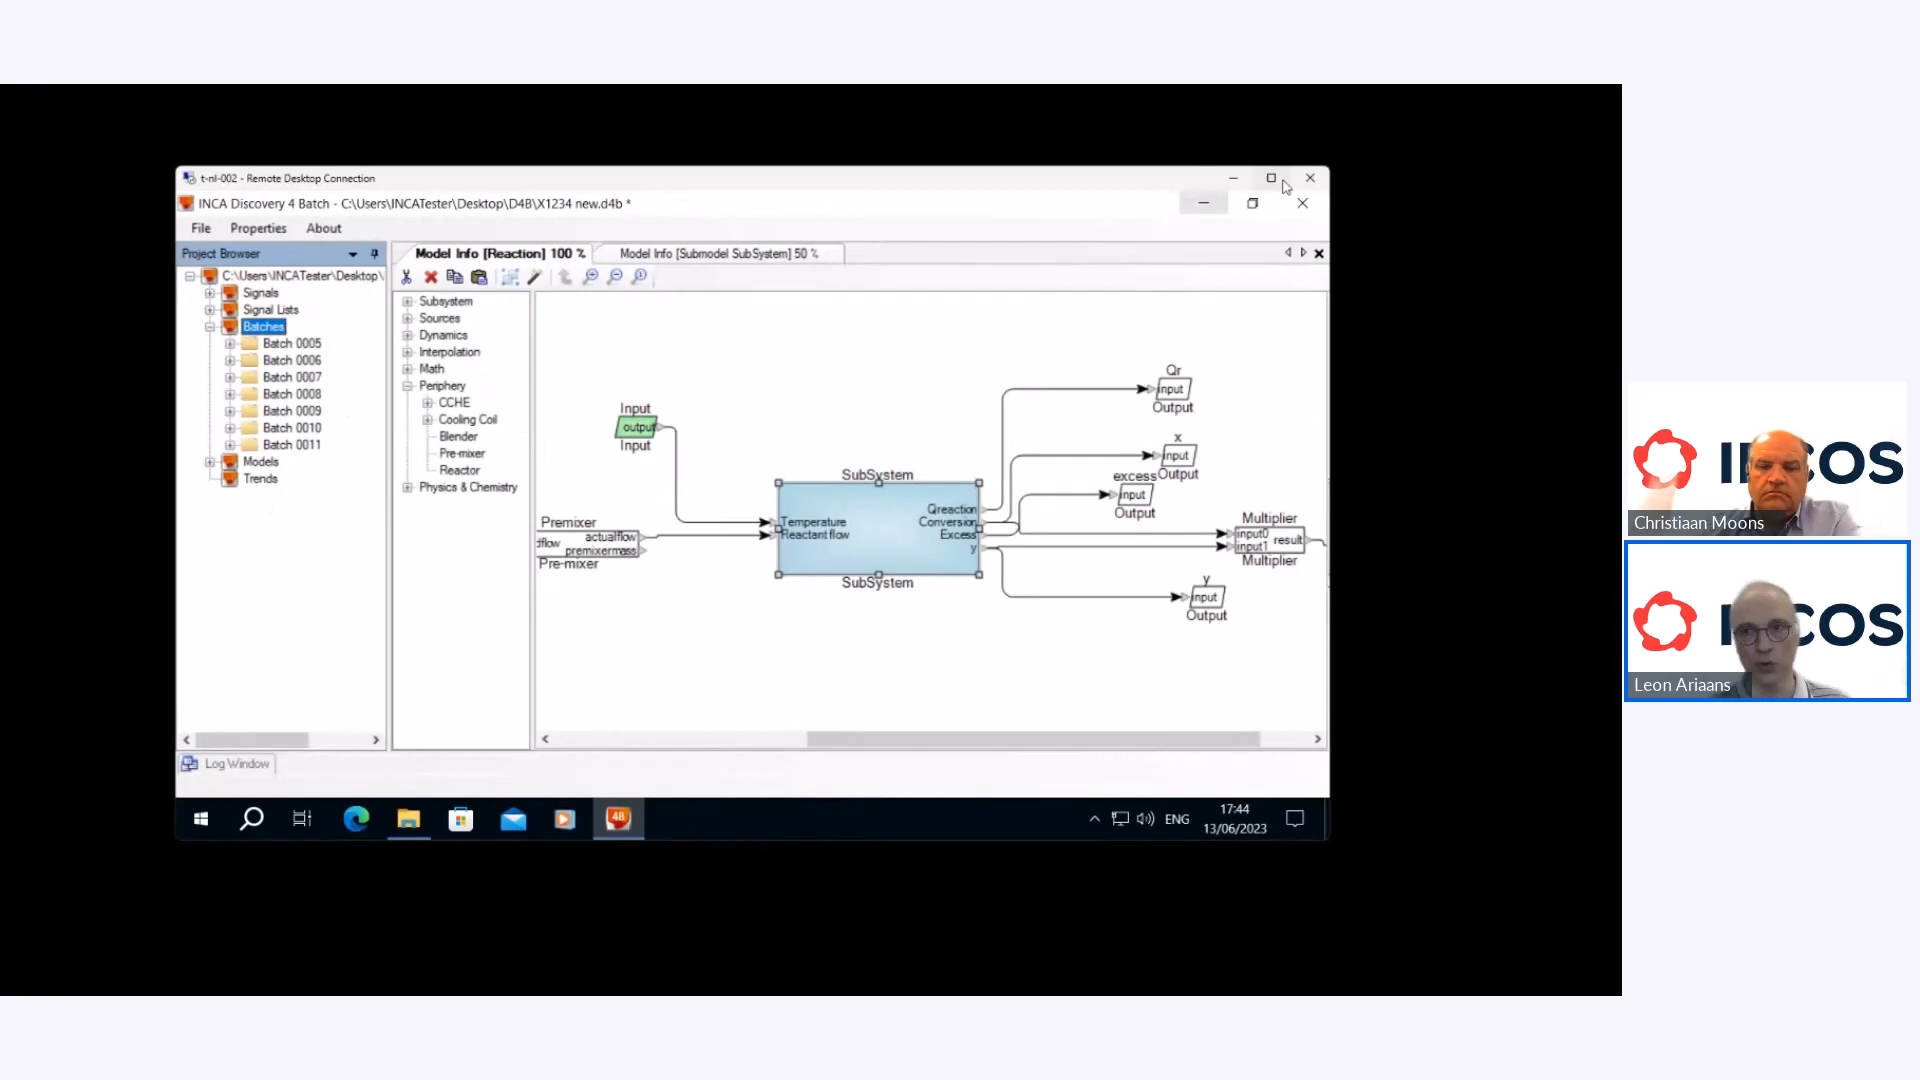 t-nl-002 - Remote Desktop Connection
INCA Discovery 4 Batch - C:\Users\INCATester\Desktop\D4B\X1234 new.d4b *
File Properties About
Project Browser
C:\Users\INCATester\Desktop\
Signals
Signal Lists
Batches
Batch 0005
Batch 0006
Batch 0007
Batch 0008
Batch 0009
Batch 0010
Batch 0011
Models
Trends
Model Info [Reaction] 100 %
Model Info [Submodel SubSystem] 50 %
Subsystem
Sources
Dynamics
Interpolation
Math
Periphery
CCHE
Cooling Coil
Blender
Pre-mixer
Reactor
Physics & Chemistry
Input
output
Input
Premixer
dflow
actualflow
premixermass
Pre-mixer
SubSystem
Temperature
Reactant flow
Qreaction
Conversion
Excess
y
SubSystem
Qr
input
Output
x
input
Output
excess
input
Output
Multiplier
input0
input1
result
Multiplier
y
input
Output
Log Window
4B
ENG
17:44
13/06/2023
COS
Christiaan Moons
COS
Leon Ariaans